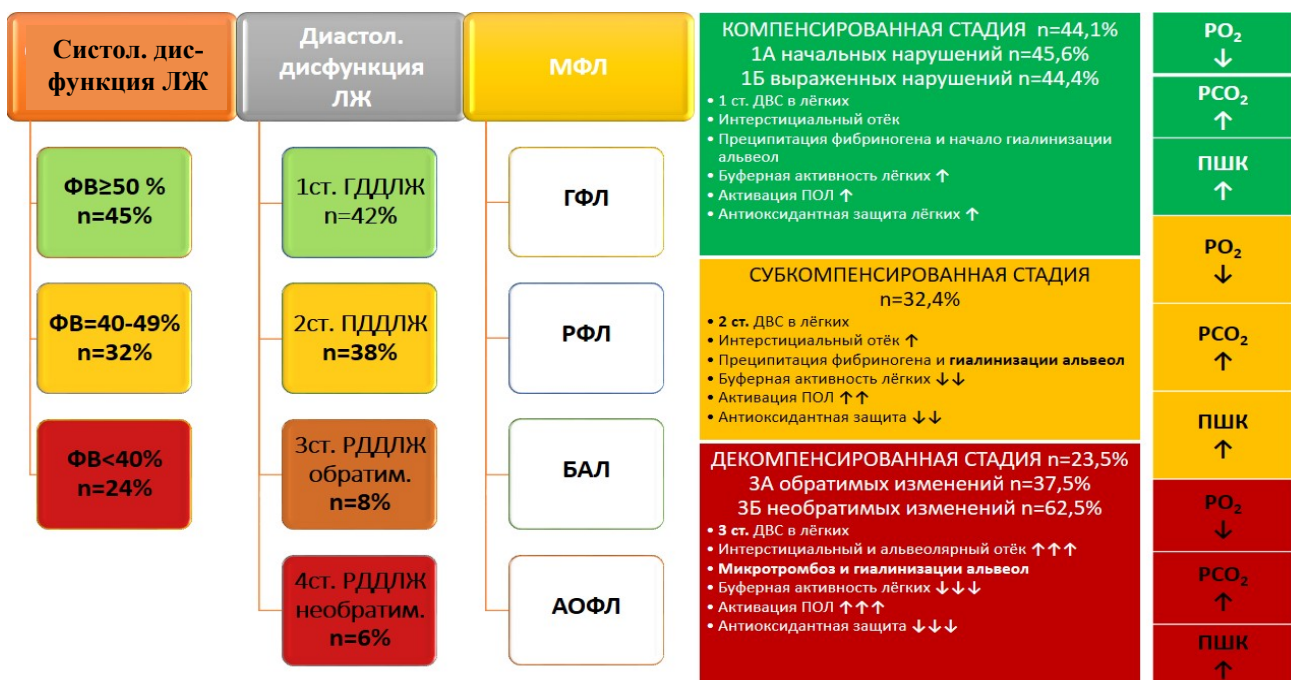 Систол. дис-
функция ЛЖ
ФВ≥50 %
n=45%
ФВ=40-49%
n=32%
ФВ<40%
n=24%
Диастол.
дисфункция
ЛЖ
1ст. ГДДЛЖ
n=42%
2ст. ПДДЛЖ
n=38%
3ст. РДДЛЖ
обратим.
n=8%
4ст. РДДЛЖ
необратим.
n=6%
МФЛ
ГФЛ
РФЛ
БАЛ
АОФЛ
КОМПЕНСИРОВАННАЯ СТАДИЯ n=44,1%
1А начальных нарушений n=45,6%
1Б выраженных нарушений n=44,4%
• 1 ст. ДВС в лёгких
• Интерстициальный отёк
• Преципитация фибриногена и начало гиалинизации
альвеол
• Буферная активность лёгких ↑
• Активация ПОЛ ↑
• Антиоксидантная защита лёгких ↑
СУБКОМПЕНСИРОВАННАЯ СТАДИЯ
n=32,4%
• 2 ст. ДВС в лёгких
• Интерстициальный отёк ↑
• Преципитация фибриногена и гиалинизации альвеол
• Буферная активность лёгких ↓↓
• Активация ПОЛ ↑↑
• Антиоксидантная защита ↓↓
ДЕКОМПЕНСИРОВАННАЯ СТАДИЯ n=23,5%
3А обратимых изменений n=37,5%
3Б необратимых изменений n=62,5%
• 3 ст. ДВС в лёгких
• Интерстициальный и альвеолярный отёк ↑↑↑
• Микротромбоз и гиалинизации альвеол
• Буферная активность лёгких ↓↓↓
• Активация ПОЛ ↑↑↑
• Антиоксидантная защита ↓↓↓
PO₂
↓
PCO₂
↑
ПШК
↑
PO₂
↓
PCO₂
↑
ПШК
↑
PO₂
↓
PCO₂
↑
ПШК
↑